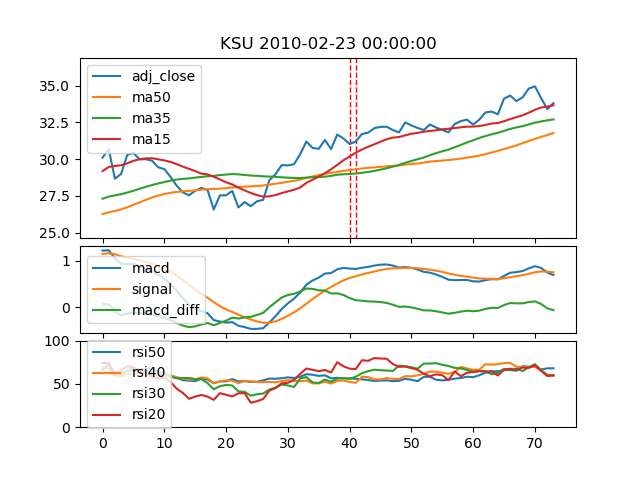 KSU 2010-02-23 00:00:00
35.0
32.5
30.0
27.5
25.0
adj_close
ma50
ma35
ma15
1
0
macd
signal
macd_diff
100
50
0
rsi50
rsi40
rsi30
rsi20
0 10 20 30 40 50 60 70